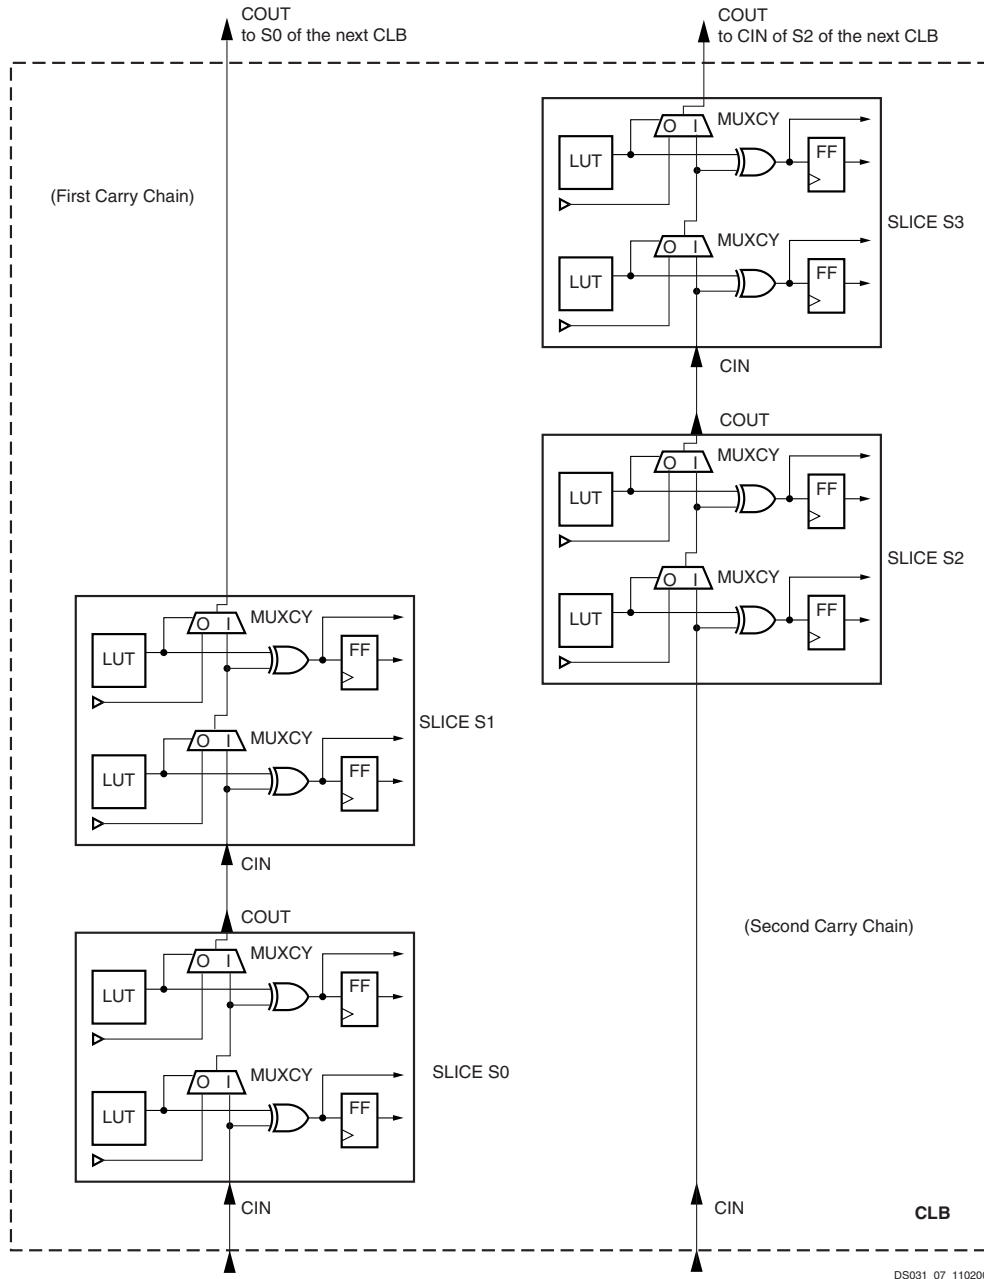 COUT
to S0 of the next CLB
COUT
to CIN of S2 of the next CLB
(First Carry Chain)
O I
MUXCY
LUT
FF
SLICE S3
O I
MUXCY
LUT
FF
CIN
COUT
O I
MUXCY
LUT
FF
SLICE S2
O I
MUXCY
LUT
FF
O I
MUXCY
LUT
FF
SLICE S1
O I
MUXCY
LUT
FF
CIN
COUT
(Second Carry Chain)
O I
MUXCY
LUT
FF
SLICE S0
O I
MUXCY
LUT
FF
CIN
CIN
CLB